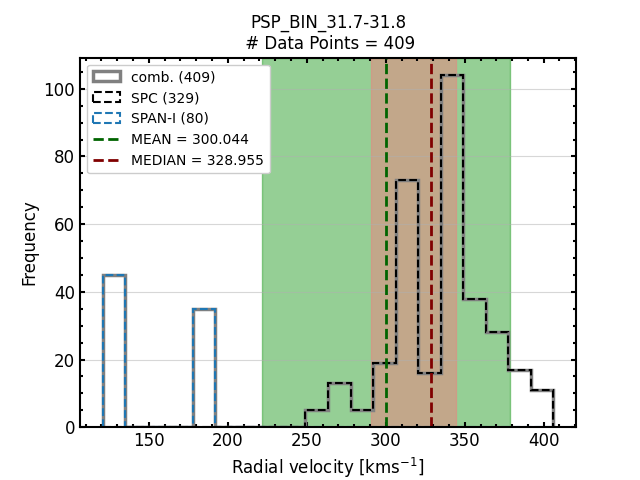 PSP_BIN_31.7-31.8
# Data Points = 409
comb. (409)
SPC (329)
SPAN-I (80)
MEAN = 300.044
MEDIAN = 328.955
Frequency
100
80
60
40
20
0
150 200 250 300 350 400
Radial velocity [kms⁻¹]